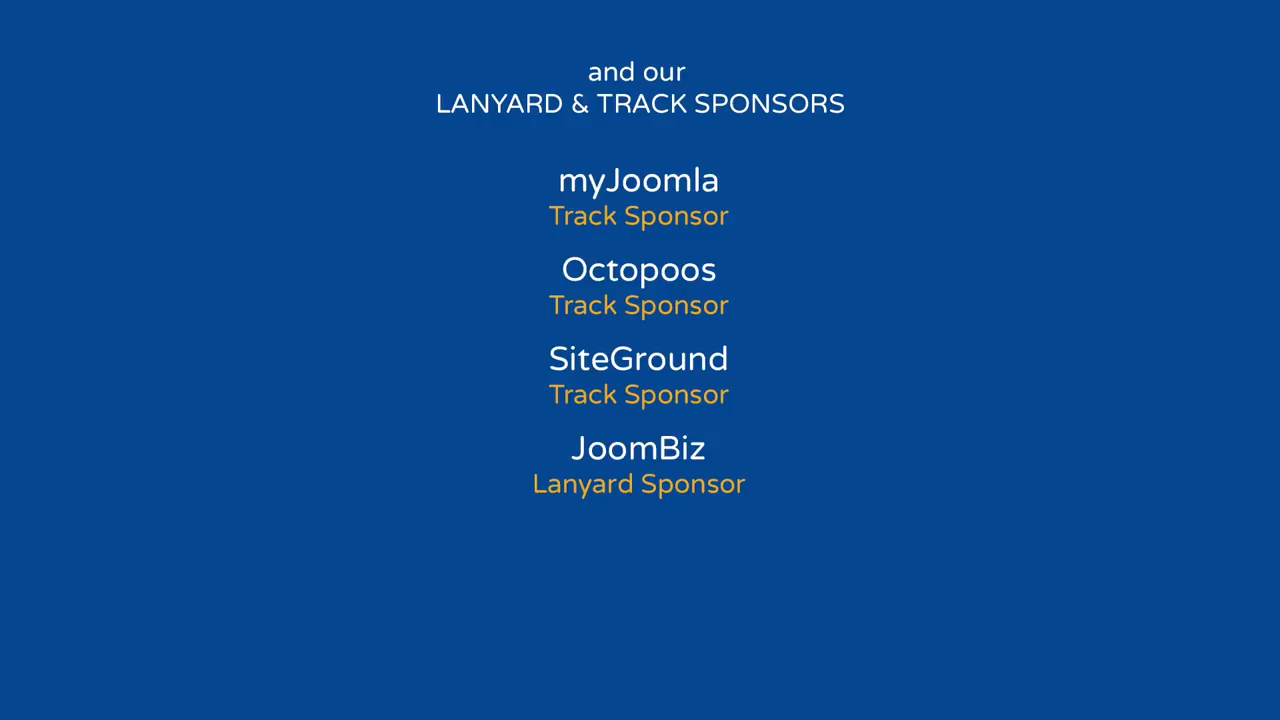 and our
LANYARD & TRACK SPONSORS
myJoomla
Track Sponsor
Octopoos
Track Sponsor
SiteGround
Track Sponsor
JoomBiz
Lanyard Sponsor